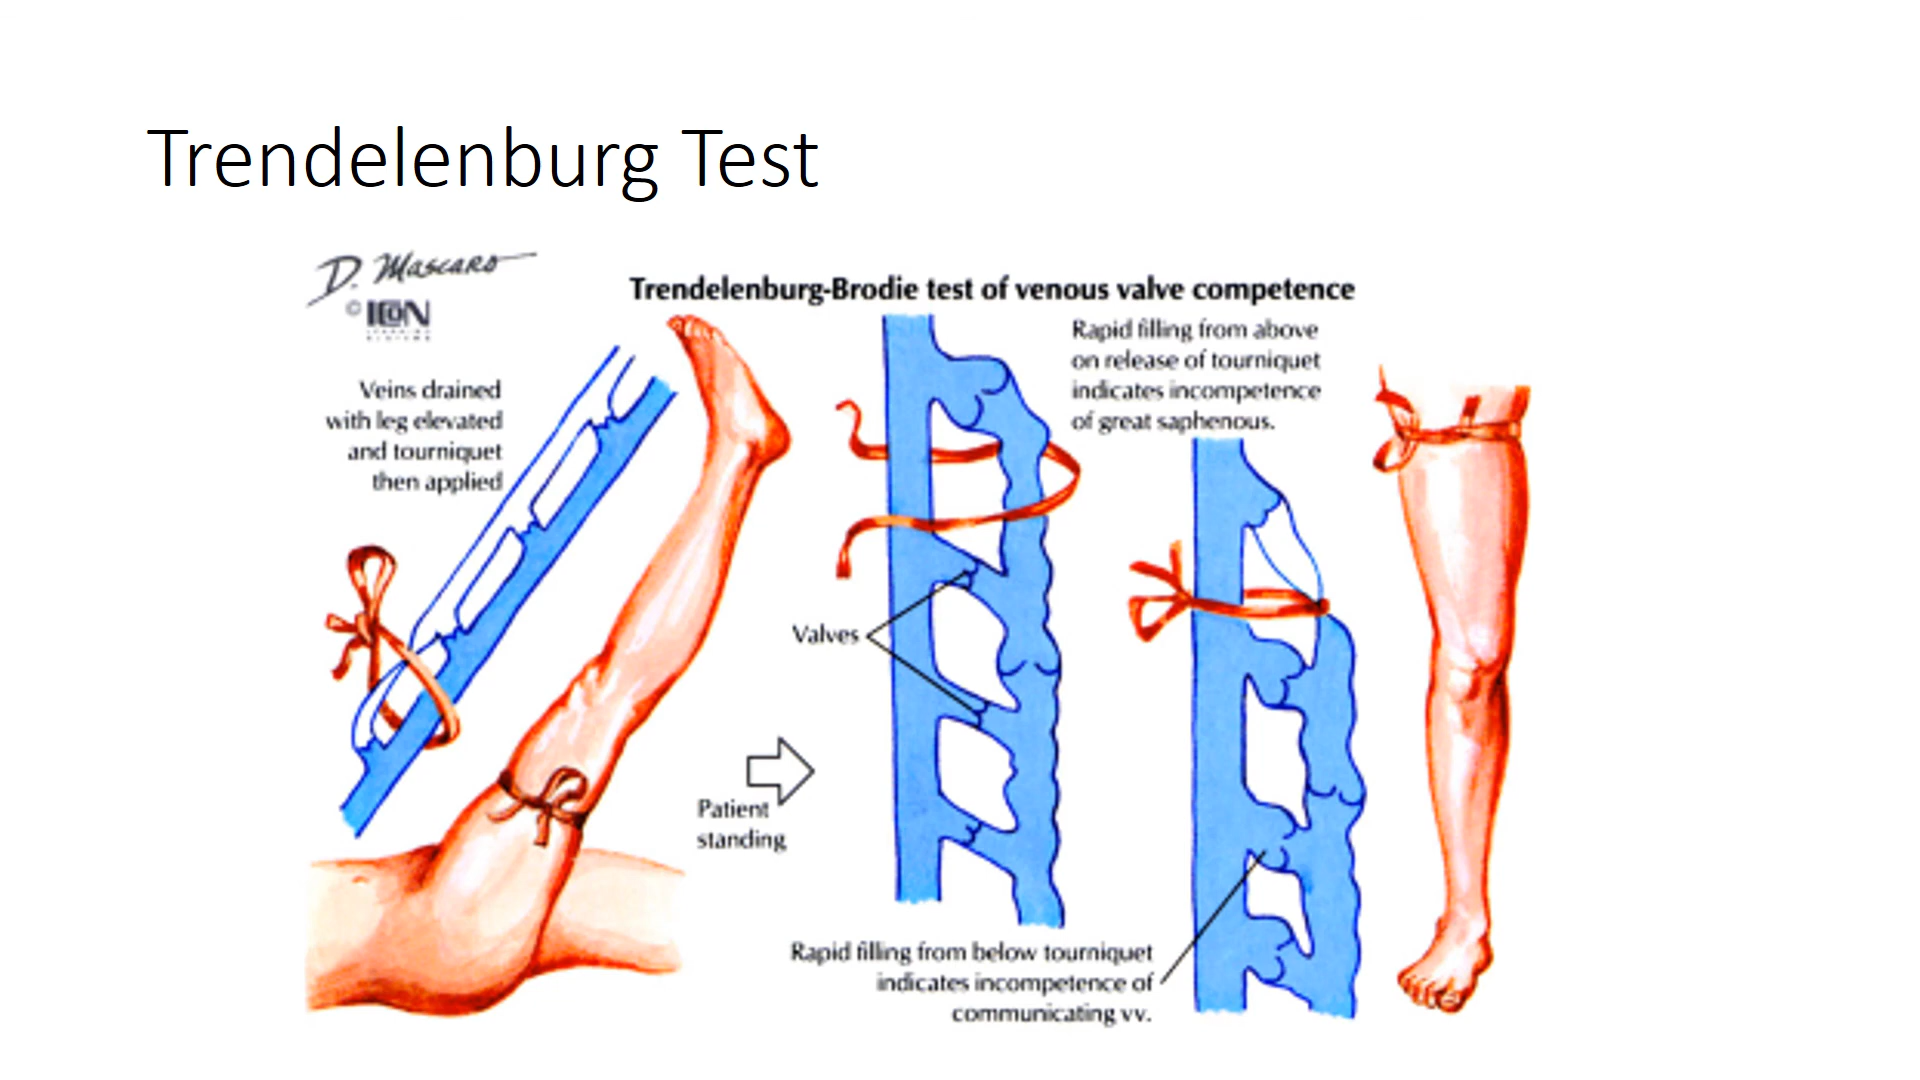 Trendelenburg Test
D. Mascaro
© ICON
LEARNING
SYSTEMS
Trendelenburg-Brodie test of venous valve competence
Veins drained
with leg elevated
and tourniquet
then applied
Rapid filling from above
on release of tourniquet
indicates incompetence
of great saphenous.
Valves
Patient
standing
Rapid filling from below tourniquet
indicates incompetence of
communicating vv.